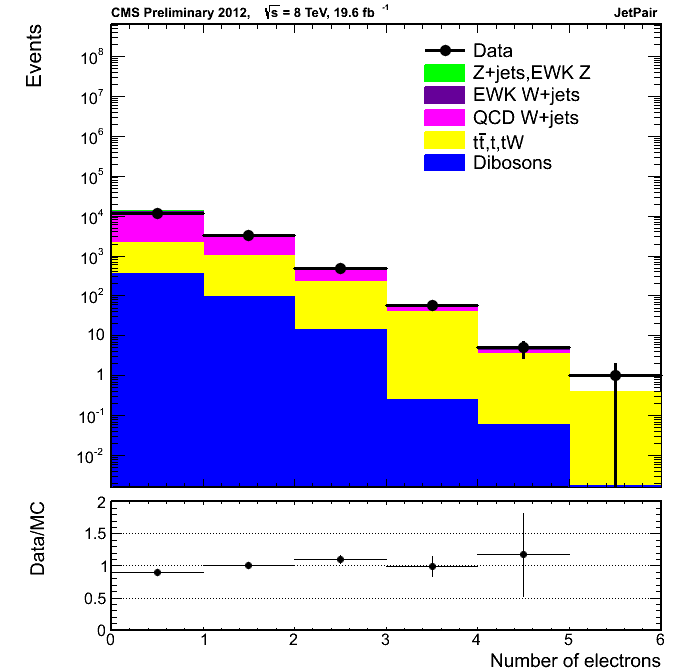 CMS Preliminary 2012, √s = 8 TeV, 19.6 fb⁻¹ JetPair
Events
Data
Z+jets,EWK Z
EWK W+jets
QCD W+jets
tt̄,t,tW
Dibosons
10⁸
10⁷
10⁶
10⁵
10⁴
10³
10²
10
1
10⁻¹
10⁻²
Data/MC
2
1.5
1
0.5
0
0 1 2 3 4 5 6
Number of electrons